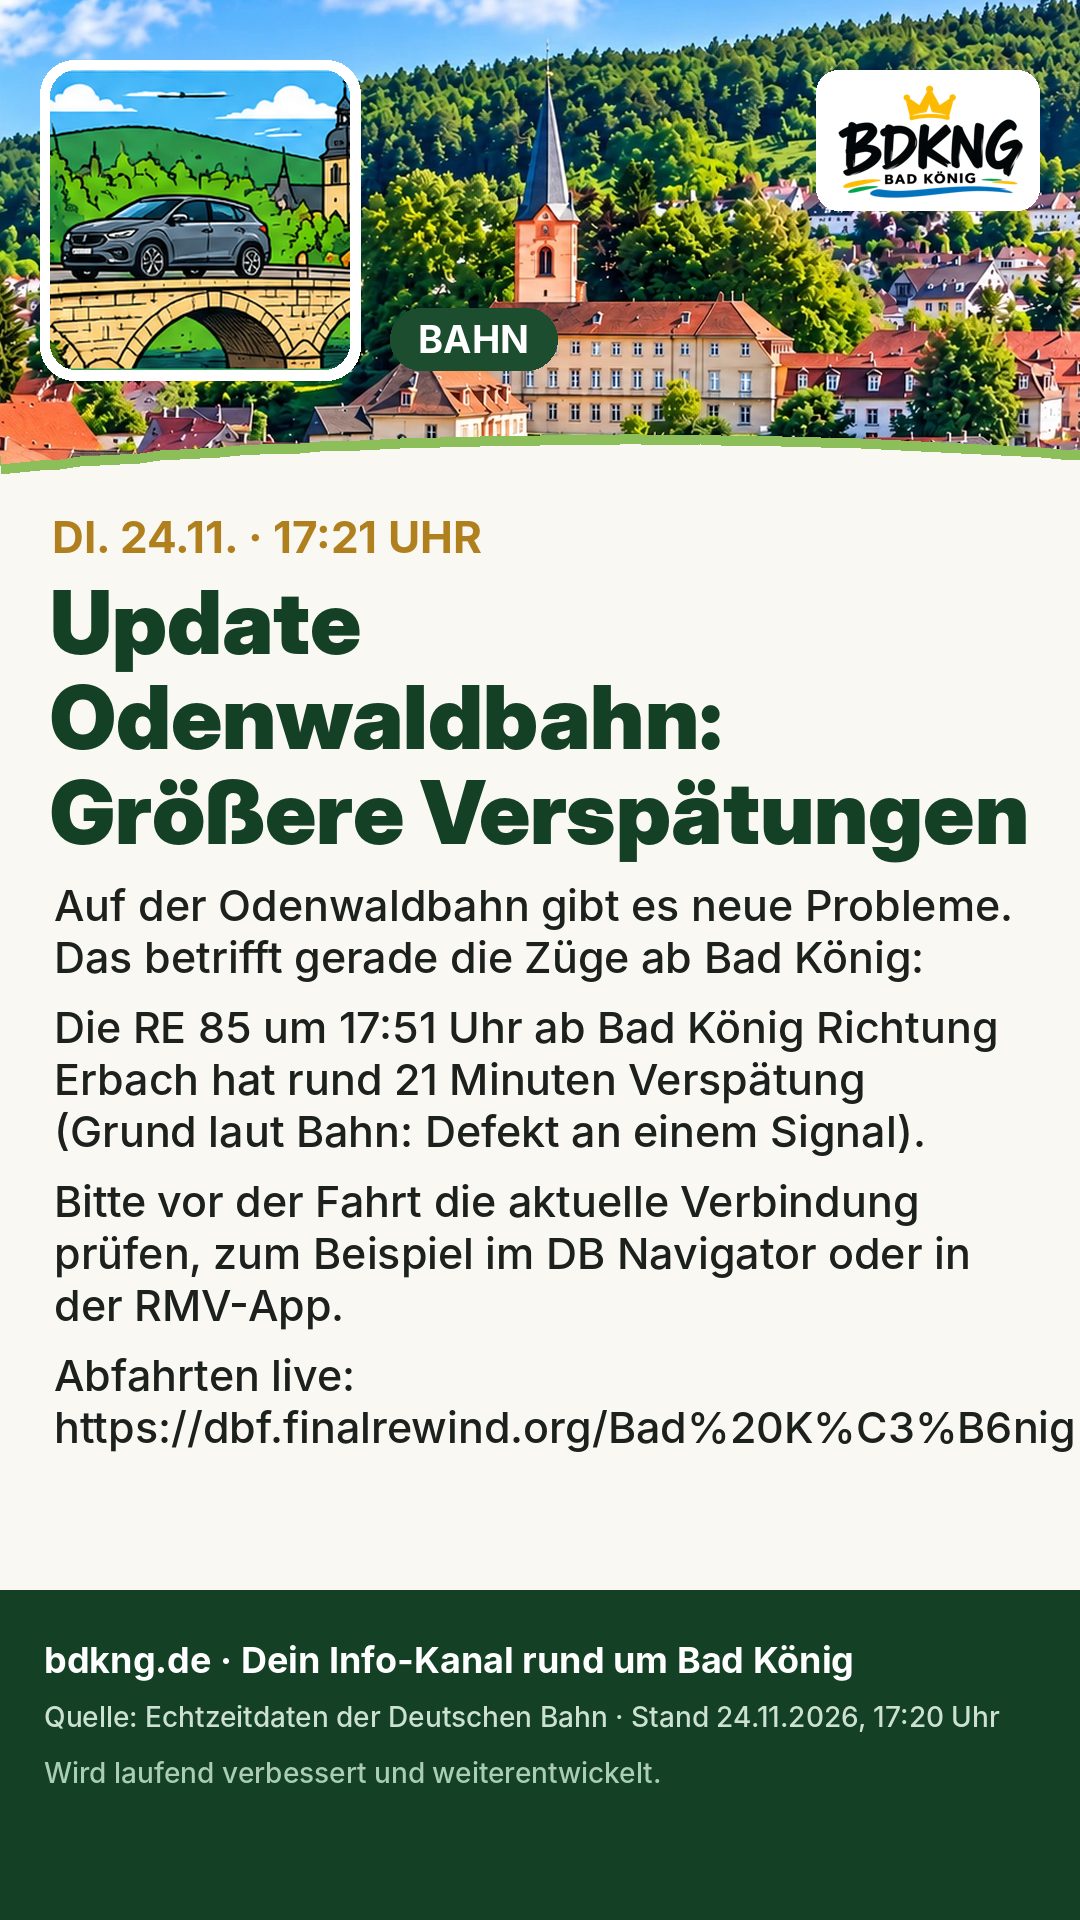 BDKNG
BAD KÖNIG
BAHN
DI. 24.11. · 17:21 UHR
Update
Odenwaldbahn:
Größere Verspätungen
Auf der Odenwaldbahn gibt es neue Probleme.
Das betrifft gerade die Züge ab Bad König:
Die RE 85 um 17:51 Uhr ab Bad König Richtung
Erbach hat rund 21 Minuten Verspätung
(Grund laut Bahn: Defekt an einem Signal).
Bitte vor der Fahrt die aktuelle Verbindung
prüfen, zum Beispiel im DB Navigator oder in
der RMV-App.
Abfahrten live:
https://dbf.finalrewind.org/Bad%20K%C3%B6nig
bdkng.de · Dein Info-Kanal rund um Bad König
Quelle: Echtzeitdaten der Deutschen Bahn · Stand 24.11.2026, 17:20 Uhr
Wird laufend verbessert und weiterentwickelt.